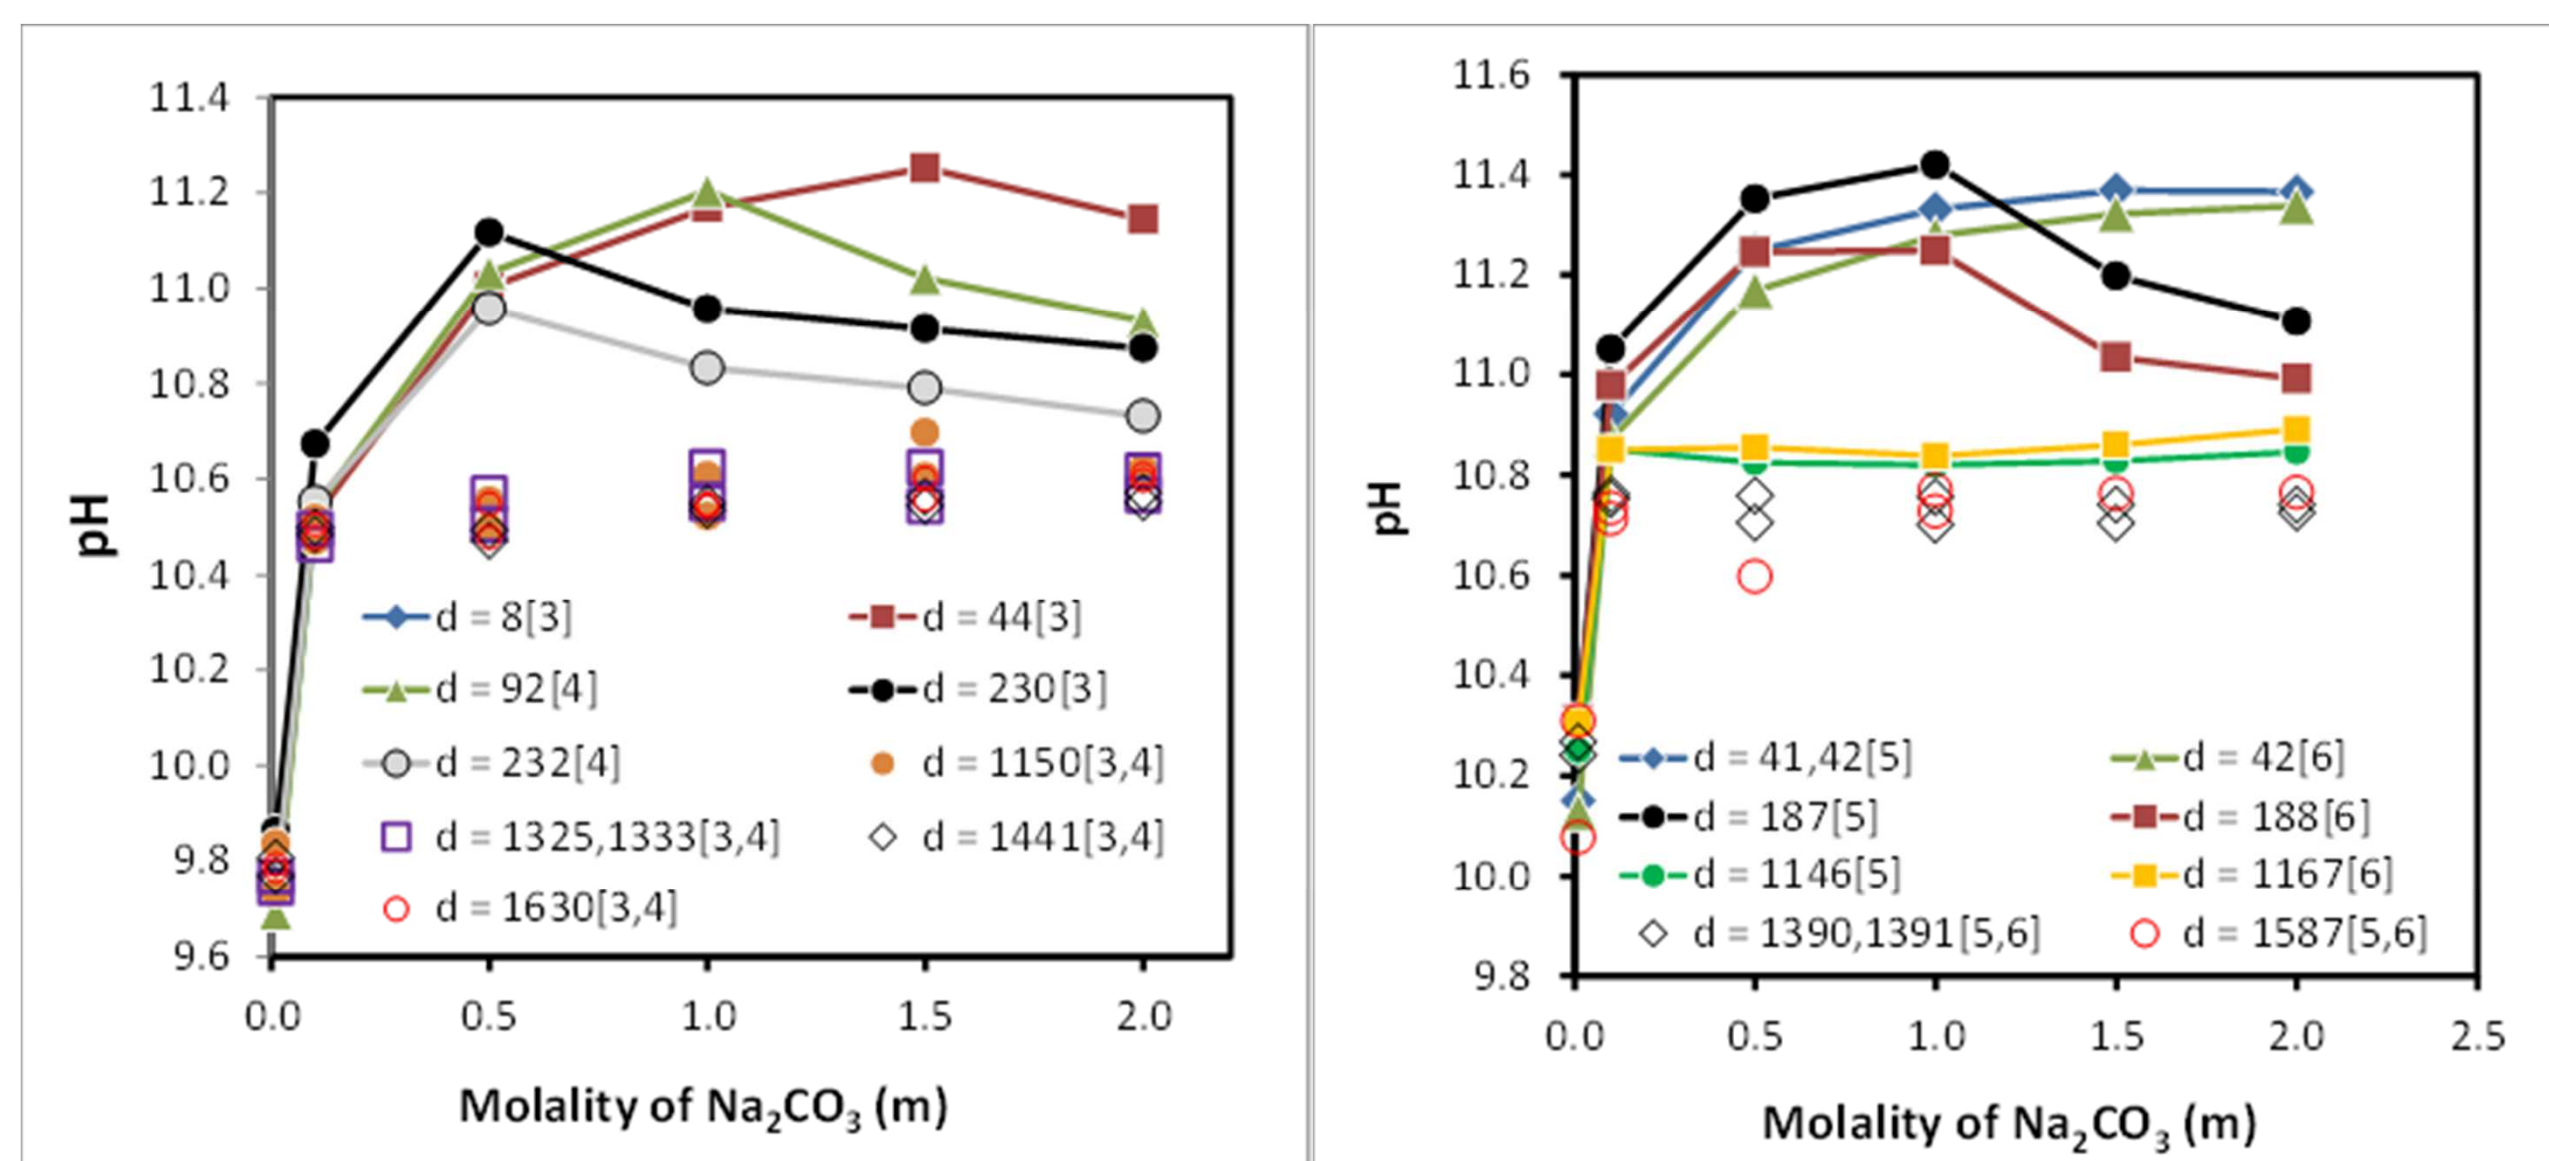 11.4
11.2
11.0
10.8
10.6
10.4
10.2
10.0
9.8
9.6
pH
d = 8[3]
d = 44[3]
d = 92[4]
d = 230[3]
d = 232[4]
d = 1150[3,4]
d = 1325,1333[3,4]
d = 1441[3,4]
d = 1630[3,4]
0.0 0.5 1.0 1.5 2.0
Molality of Na₂CO₃ (m)
11.6
11.4
11.2
11.0
10.8
10.6
10.4
10.2
10.0
9.8
pH
d = 41,42[5]
d = 42[6]
d = 187[5]
d = 188[6]
d = 1146[5]
d = 1167[6]
d = 1390,1391[5,6]
d = 1587[5,6]
0.0 0.5 1.0 1.5 2.0 2.5
Molality of Na₂CO₃ (m)